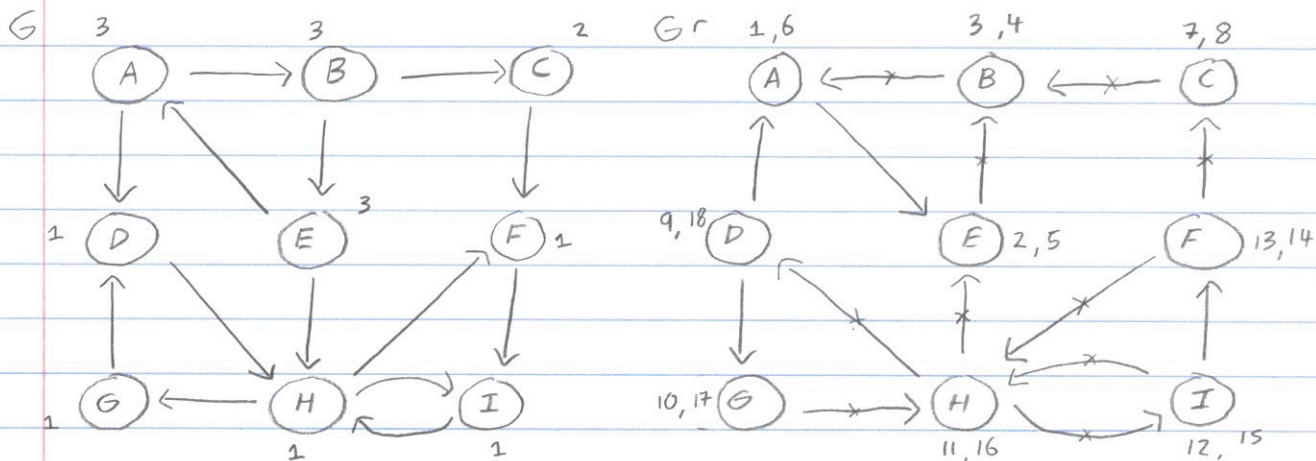 G 3 3 2 Gr 1,6 3,4 7,8
A B C A B C
1 D E 3 F 1 9,18 D E 2,5 F 13,14
G H I 10,17 G H I
1 1 1 11,16 12,15